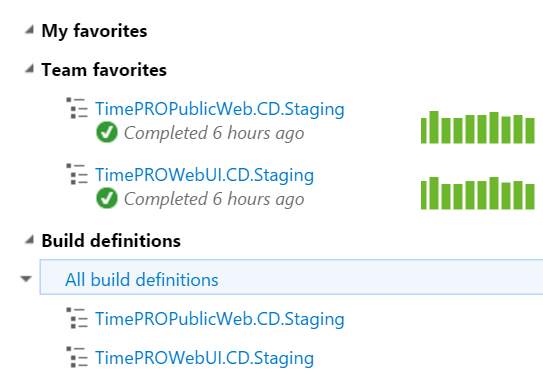 My favorites
Team favorites
TimePROPublicWeb.CD.Staging
Completed 6 hours ago
TimePROWebUI.CD.Staging
Completed 6 hours ago
Build definitions
All build definitions
TimePROPublicWeb.CD.Staging
TimePROWebUI.CD.Staging